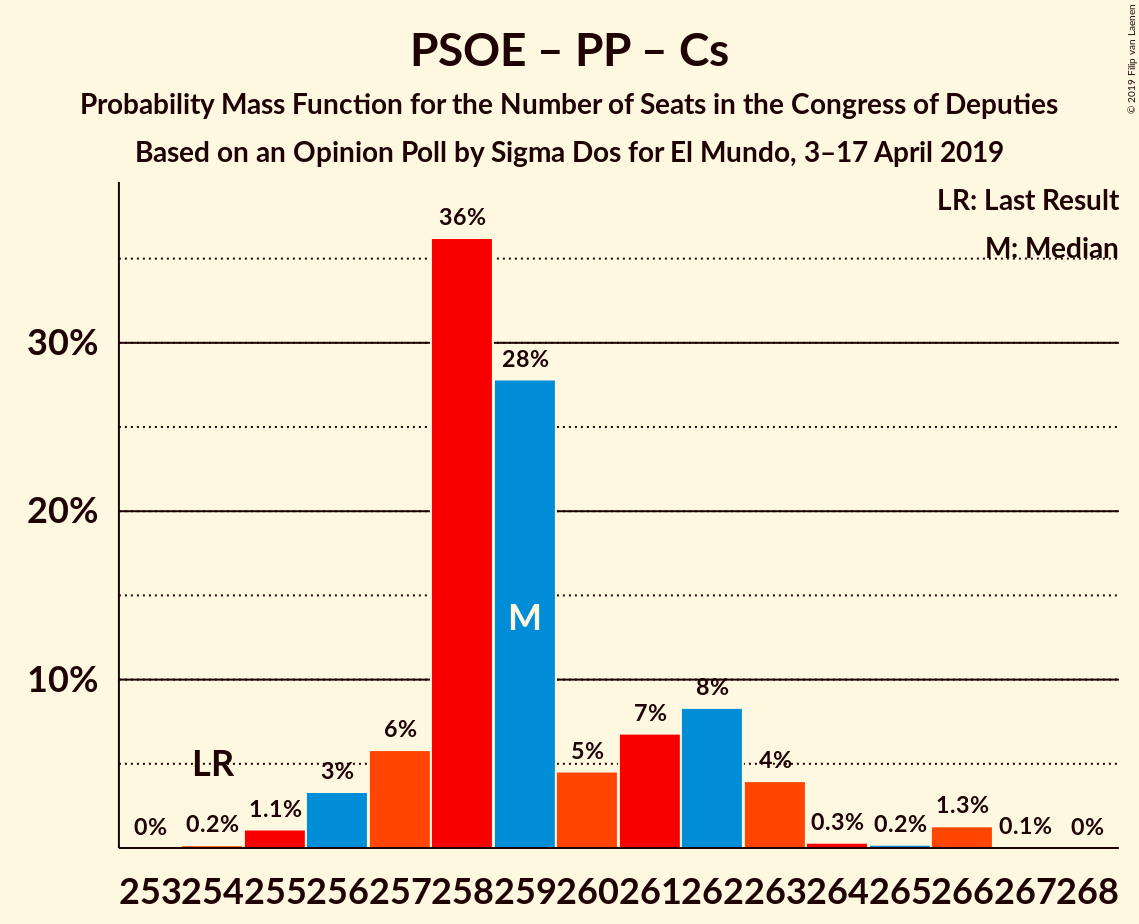 PSOE – PP – Cs
Probability Mass Function for the Number of Seats in the Congress of Deputies
Based on an Opinion Poll by Sigma Dos for El Mundo, 3–17 April 2019
© 2019 Filip van Laenen
LR: Last Result
M: Median
36%
30%
28%
20%
M
10%
8%
7%
6%
LR
5%
4%
3%
1.3%
1.1%
0.3%
0.2%
0.2%
0.1%
0%
0%
253 254 255 256 257 258 259 260 261 262 263 264 265 266 267 268